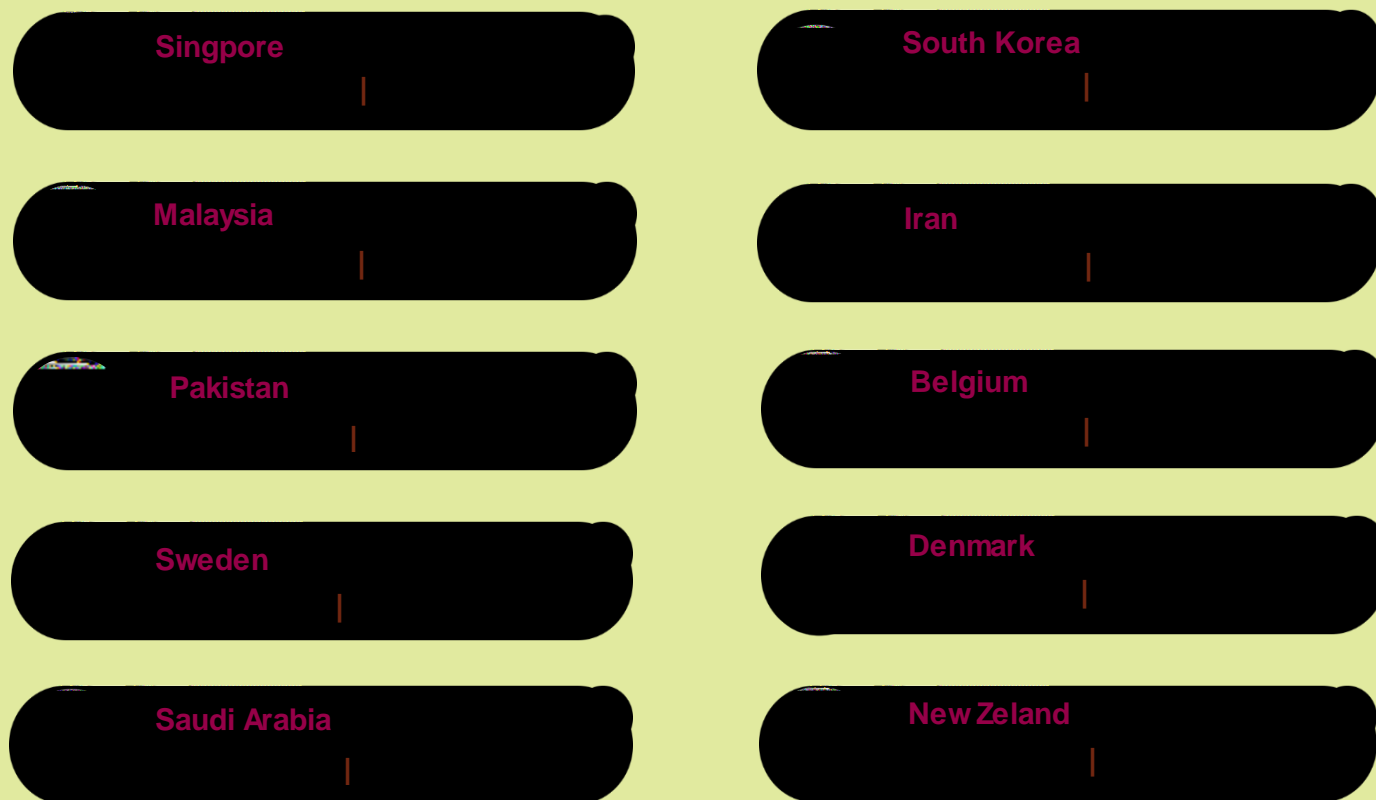 Singpore
South Korea
|
|
Malaysia
Iran
|
|
Pakistan
Belgium
|
|
Sweden
Denmark
|
|
Saudi Arabia
New Zeland
|
|